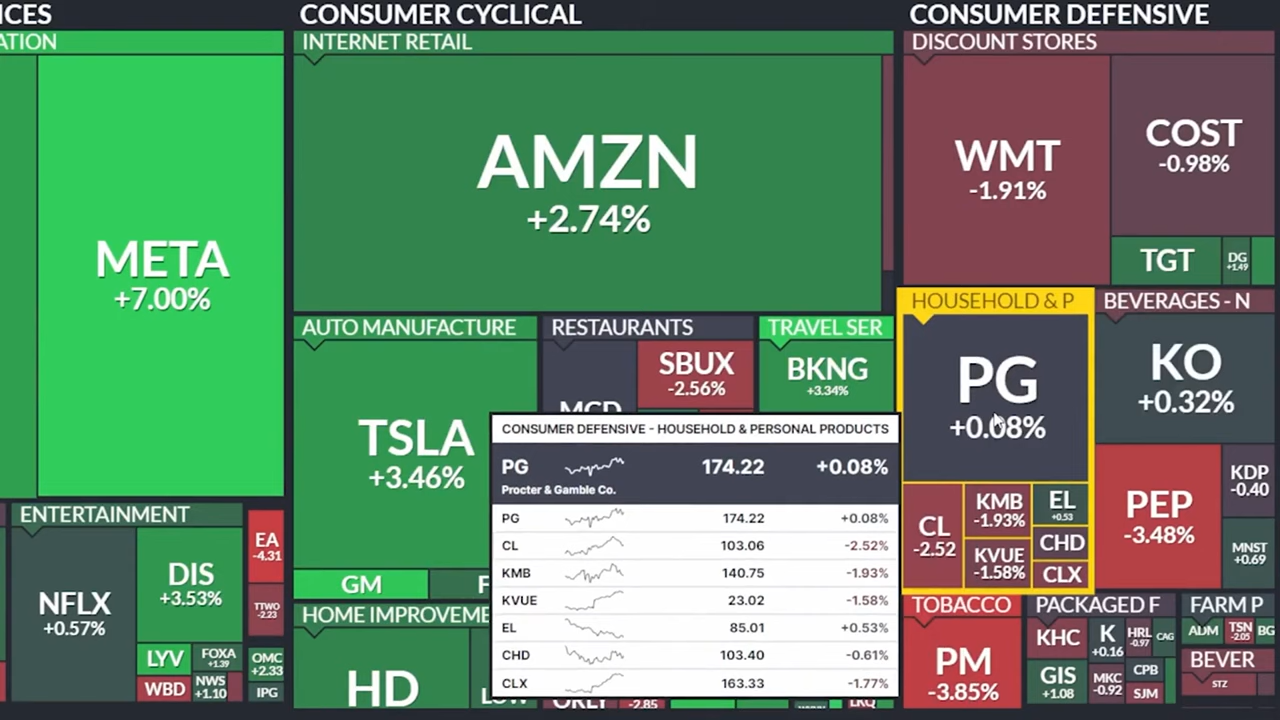 ICES
ATION
META
+7.00%
ENTERTAINMENT
NFLX
+0.57%
DIS
+3.53%
EA
-4.31
TTWO
-2.23
LYV
FOXA
+1.39
OMC
+2.33
WBD
NWS
+1.10
IPG
CONSUMER CYCLICAL
INTERNET RETAIL
AMZN
+2.74%
AUTO MANUFACTURE
TSLA
+3.46%
GM
F
RESTAURANTS
MCD
SBUX
-2.56%
TRAVEL SER
BKNG
+3.34%
HOME IMPROVEME
HD
LOW
ORLY
-2.85
LKQ
CONSUMER DEFENSIVE - HOUSEHOLD & PERSONAL PRODUCTS
PG 174.22 +0.08%
Procter & Gamble Co.
PG 174.22 +0.08%
CL 103.06 -2.52%
KMB 140.75 -1.93%
KVUE 23.02 -1.58%
EL 85.01 +0.53%
CHD 103.40 -0.61%
CLX 163.33 -1.77%
CONSUMER DEFENSIVE
DISCOUNT STORES
WMT
-1.91%
COST
-0.98%
TGT
DG
+1.49
HOUSEHOLD & P
PG
+0.08%
CL
-2.52
KMB
-1.93%
KVUE
-1.58%
EL
+0.53
CHD
CLX
BEVERAGES - N
KO
+0.32%
PEP
-3.48%
KDP
-0.40
MNST
+0.69
TOBACCO
PM
-3.85%
PACKAGED F
KHC
K
+0.16
HRL
-0.97
CAG
GIS
+1.08
MKC
-0.92
CPB
SJM
FARM P
ADM
TSN
-2.05
BG
BEVER
STZ